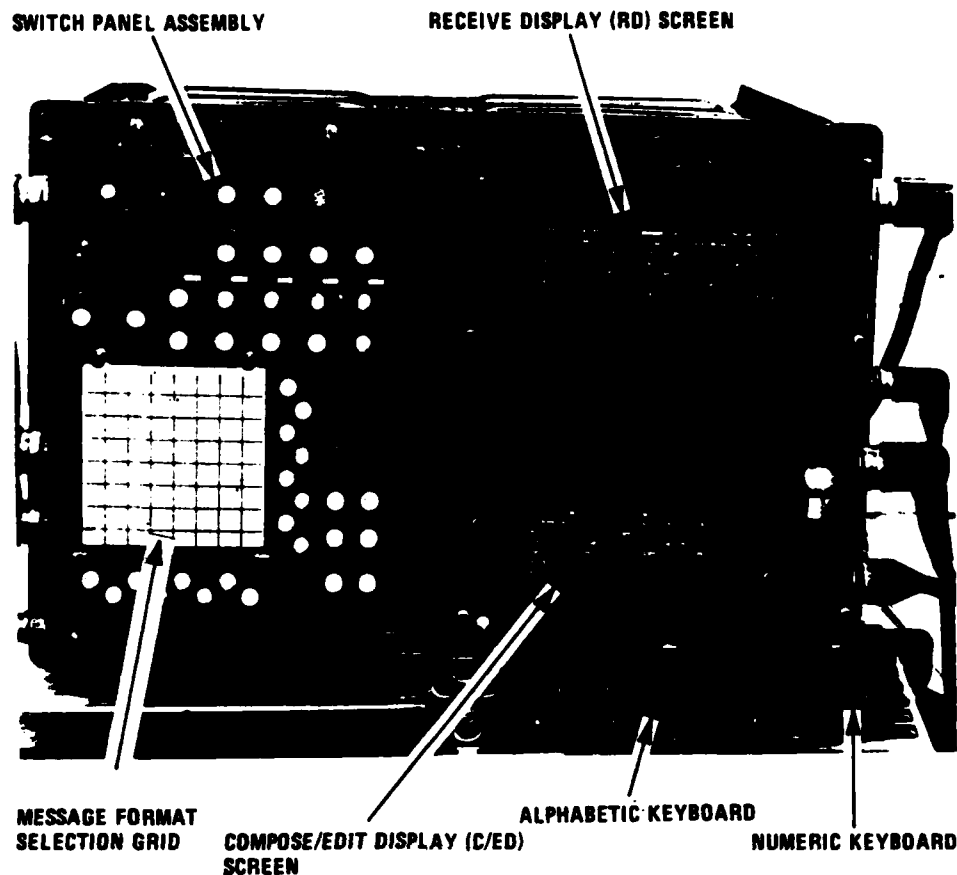 SWITCH PANEL ASSEMBLY
RECEIVE DISPLAY (RD) SCREEN
MESSAGE FORMAT
SELECTION GRID
COMPOSE/EDIT DISPLAY (C/ED)
SCREEN
ALPHABETIC KEYBOARD
NUMERIC KEYBOARD